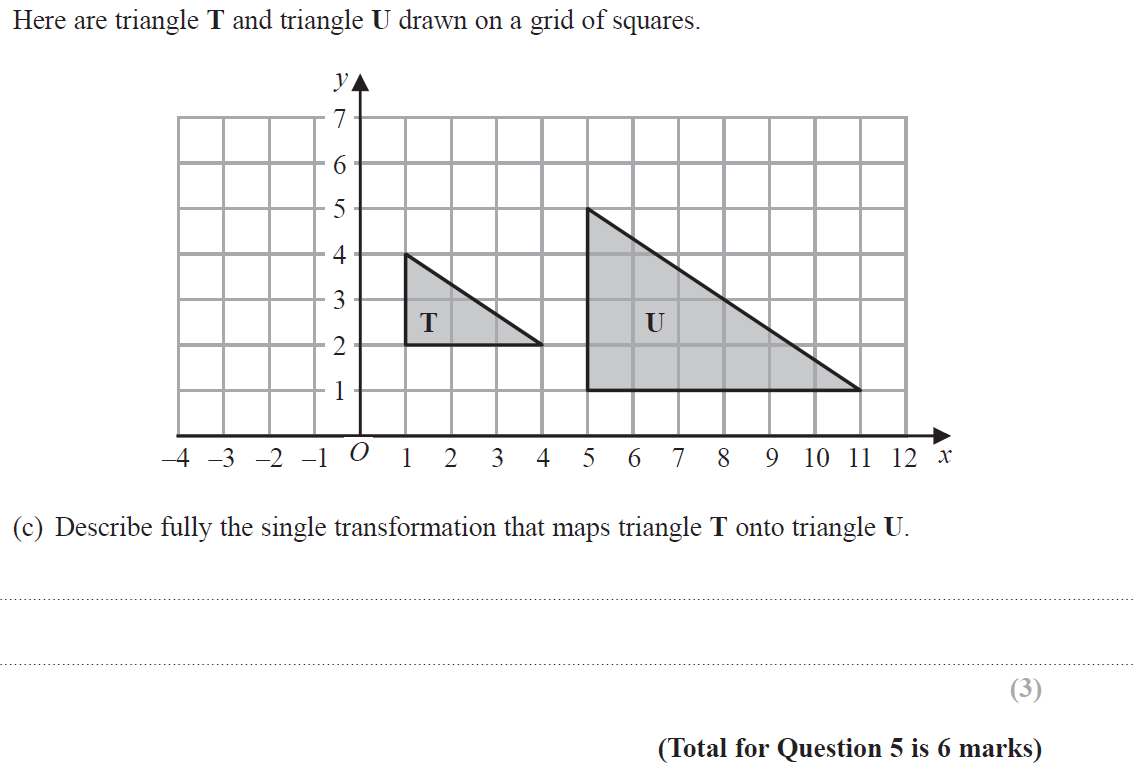 Here are triangle T and triangle U drawn on a grid of squares.
y
7
6
5
4
3
T
U
2
1
–4 –3 –2 –1 O 1 2 3 4 5 6 7 8 9 10 11 12 x
(c) Describe fully the single transformation that maps triangle T onto triangle U.
(3)
(Total for Question 5 is 6 marks)